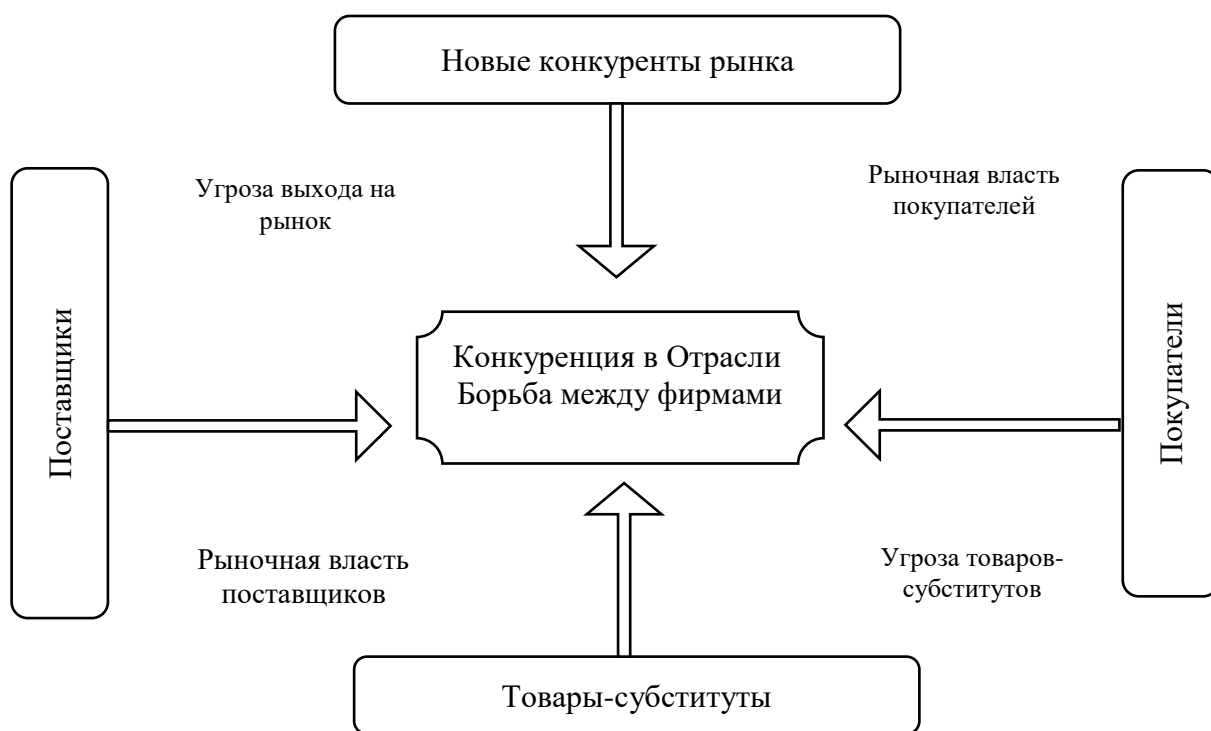 Новые конкуренты рынка
Угроза выхода на
рынок
Рыночная власть
покупателей
Поставщики
Конкуренция в Отрасли
Борьба между фирмами
Покупатели
Рыночная власть
поставщиков
Угроза товаров-
субститутов
Товары-субституты